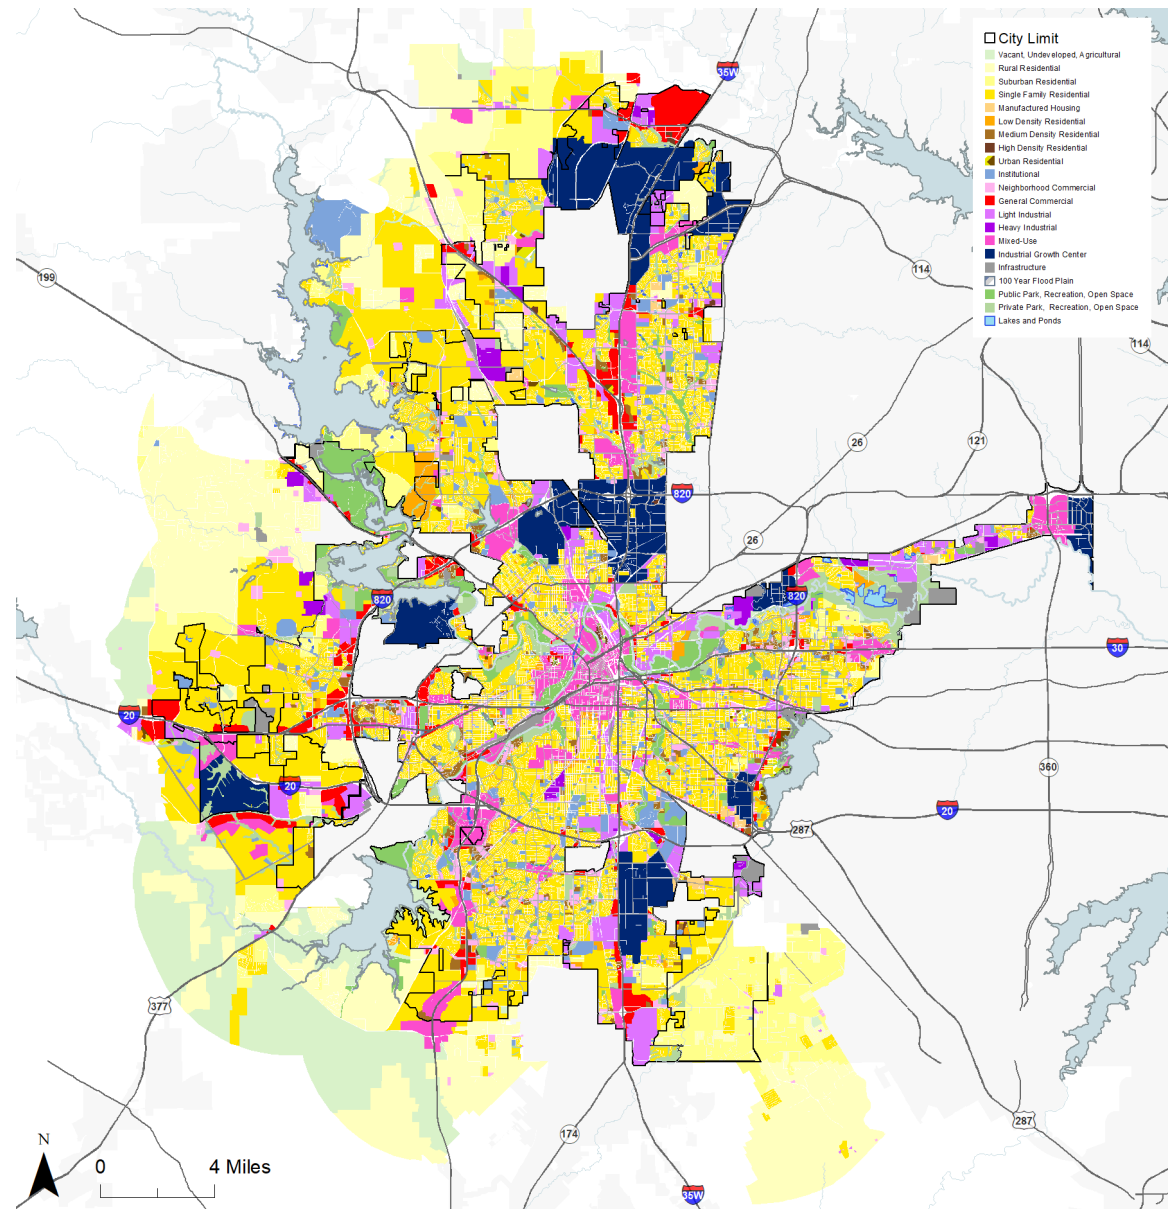 City Limit
Vacant, Undeveloped, Agricultural
Rural Residential
Suburban Residential
Single Family Residential
Manufactured Housing
Low Density Residential
Medium Density Residential
High Density Residential
Urban Residential
Institutional
Neighborhood Commercial
General Commercial
Light Industrial
Heavy Industrial
Mixed-Use
Industrial Growth Center
Infrastructure
100 Year Flood Plain
Public Park, Recreation, Open Space
Private Park, Recreation, Open Space
Lakes and Ponds
35W
114
199
114
26
121
820
26
820
820
30
20
360
20
20
287
377
287
174
35W
N
0 4 Miles